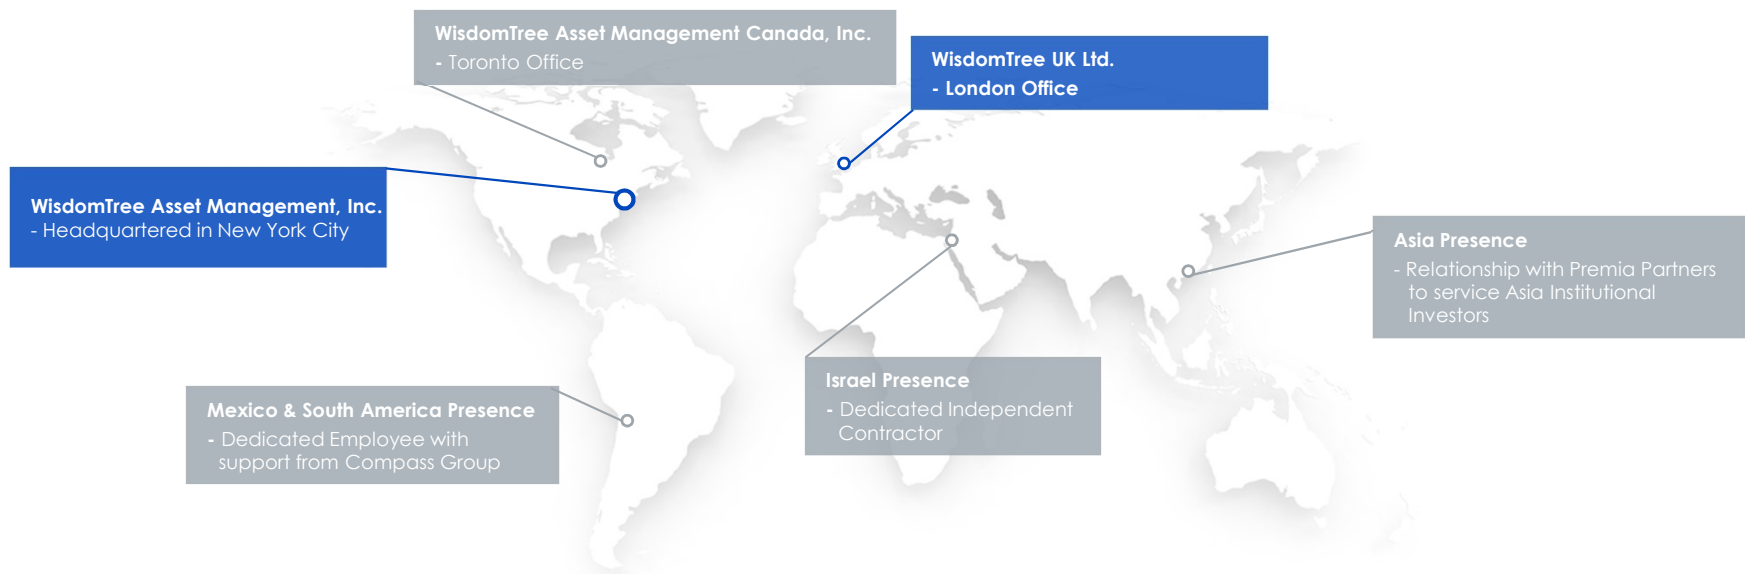 WisdomTree Asset Management Canada, Inc.
- Toronto Office
WisdomTree UK Ltd.
- London Office
WisdomTree Asset Management, Inc.
- Headquartered in New York City
Asia Presence
- Relationship with Premia Partners
to service Asia Institutional
Investors
Israel Presence
- Dedicated Independent
Contractor
Mexico & South America Presence
- Dedicated Employee with
support from Compass Group